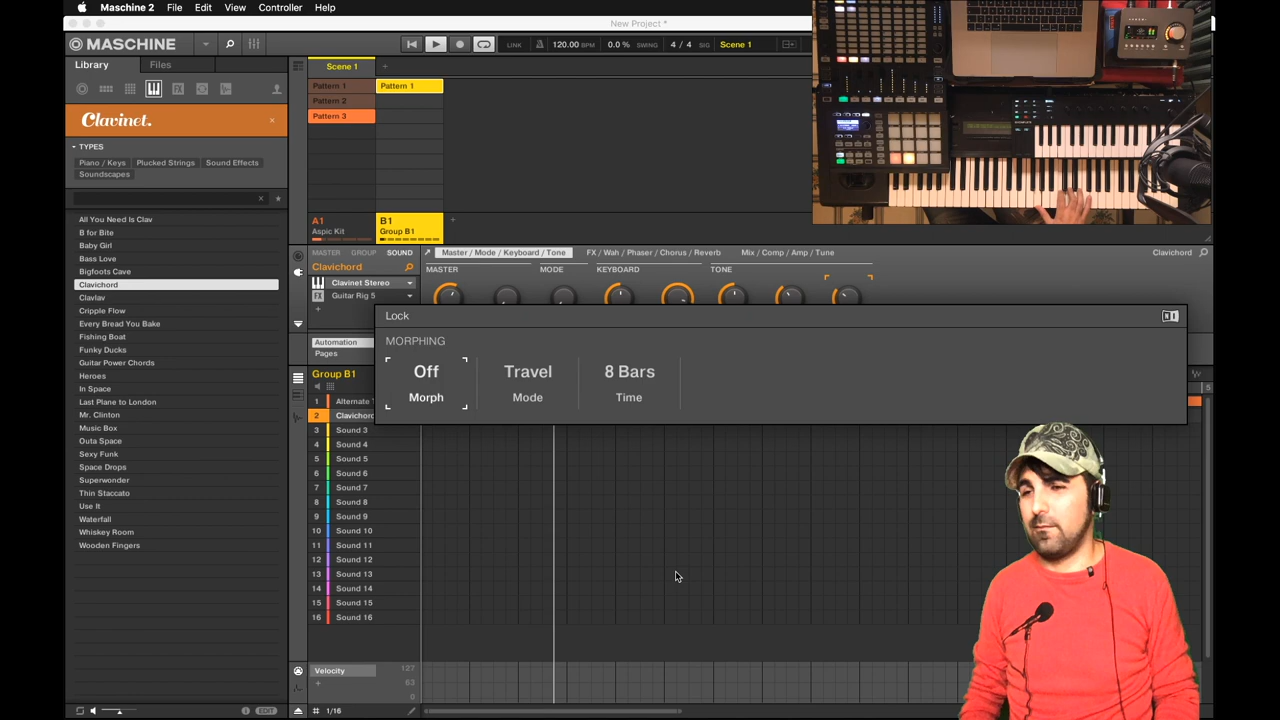 Maschine 2 File Edit View Controller Help
New Project *
MASCHINE LINK 120.00 BPM 0.0 % SWING 4 / 4 SIG Scene 1
Library Files
Scene 1 +
Clavinet. ×
TYPES
Piano / Keys Plucked Strings Sound Effects
Soundscapes
Pattern 1 Pattern 1
Pattern 2
Pattern 3
All You Need Is Clav
B for Bite
Baby Girl
Bass Love
Bigfoots Cave
Clavichord
Clavlav
Cripple Flow
Every Bread You Bake
Fishing Boat
Funky Ducks
Guitar Power Chords
Heroes
In Space
Last Plane to London
Mr. Clinton
Music Box
Outa Space
Sexy Funk
Space Drops
Superwonder
Thin Staccato
Use It
Waterfall
Whiskey Room
Wooden Fingers
EDIT
A1 B1
Aspic Kit Group B1
MASTER GROUP SOUND
Clavichord
Clavinet Stereo
FX Guitar Rig 5
Master / Mode / Keyboard / Tone FX / Wah / Phaser / Chorus / Reverb Mix / Comp / Amp / Tune Clavichord
MASTER MODE KEYBOARD TONE
Lock
MORPHING
Off Travel 8 Bars
Morph Mode Time
Automation
Pages
Group B1
5
1 Alternate
2 Clavichord
3 Sound 3
4 Sound 4
5 Sound 5
6 Sound 6
7 Sound 7
8 Sound 8
9 Sound 9
10 Sound 10
11 Sound 11
12 Sound 12
13 Sound 13
14 Sound 14
15 Sound 15
16 Sound 16
Velocity 127
63
0
1/16